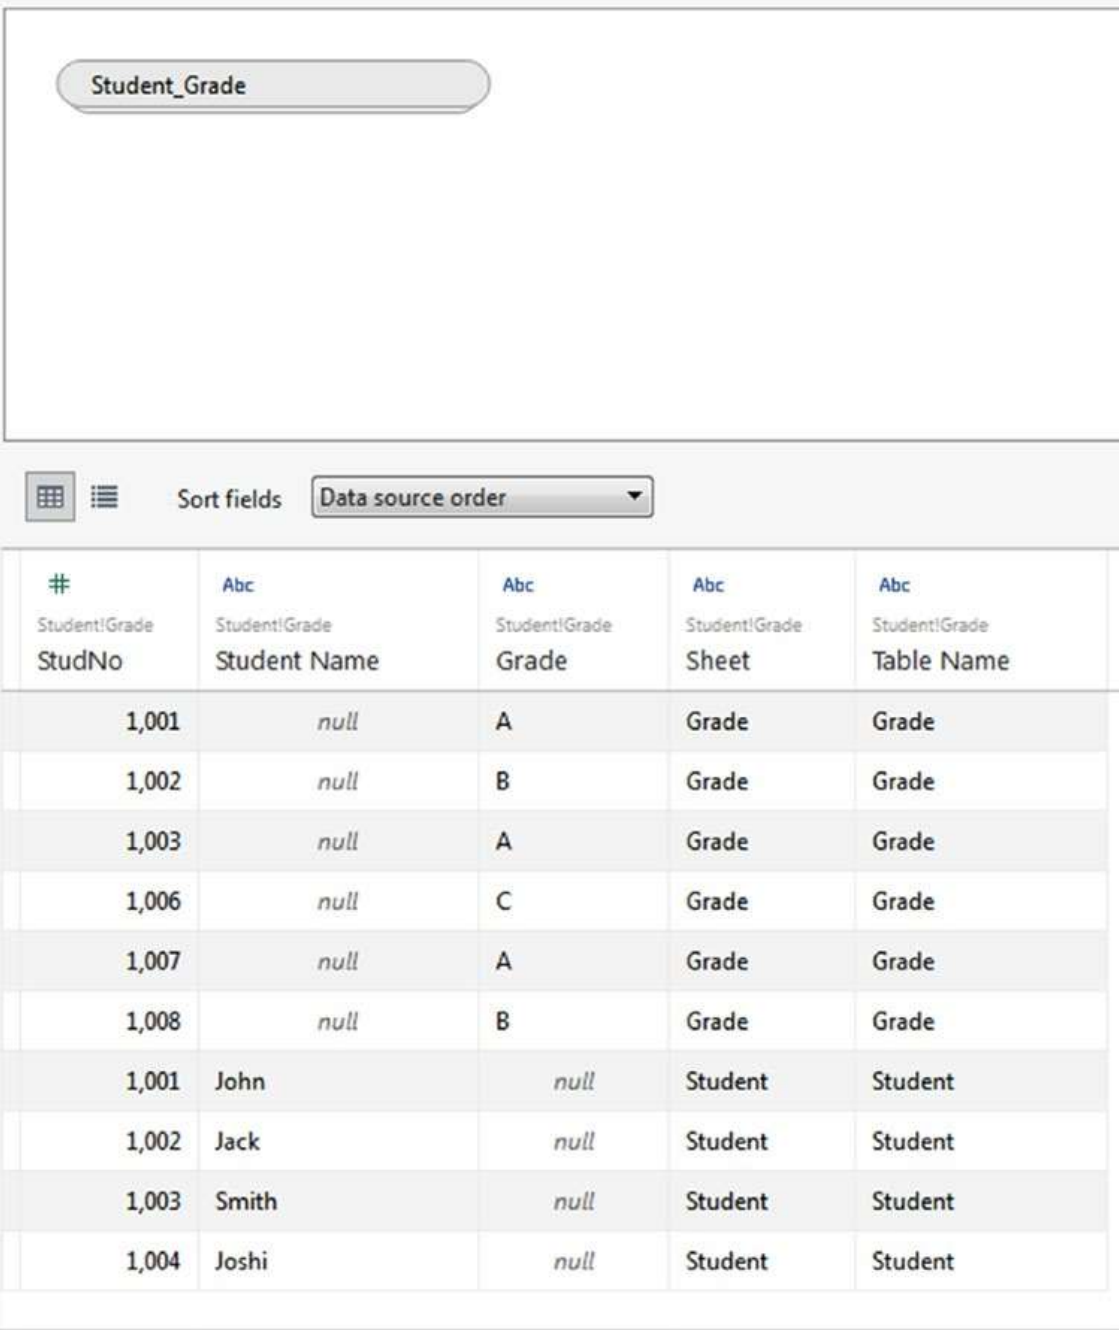 Student_Grade
Sort fields Data source order
# Abc Abc Abc Abc
Student!Grade Student!Grade Student!Grade Student!Grade Student!Grade
StudNo Student Name Grade Sheet Table Name
1,001 null A Grade Grade
1,002 null B Grade Grade
1,003 null A Grade Grade
1,006 null C Grade Grade
1,007 null A Grade Grade
1,008 null B Grade Grade
1,001 John null Student Student
1,002 Jack null Student Student
1,003 Smith null Student Student
1,004 Joshi null Student Student